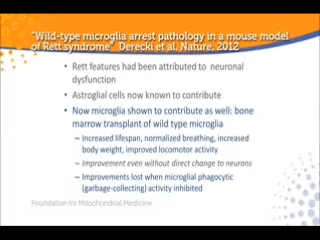 "Wild-type microglia arrest pathology in a mouse model
of Rett syndrome" Derecki et al, Nature, 2012
• Rett features had been attributed to neuronal
dysfunction
• Astroglial cells now known to contribute
• Now microglia shown to contribute as well: bone
marrow transplant of wild type microglia
– Increased lifespan, normalized breathing, increased
body weight, improved locomotor activity
– Improvement even without direct change to neurons
– Improvements lost when microglial phagocytic
(garbage-collecting) activity inhibited
Foundation for Mitochondrial Medicine